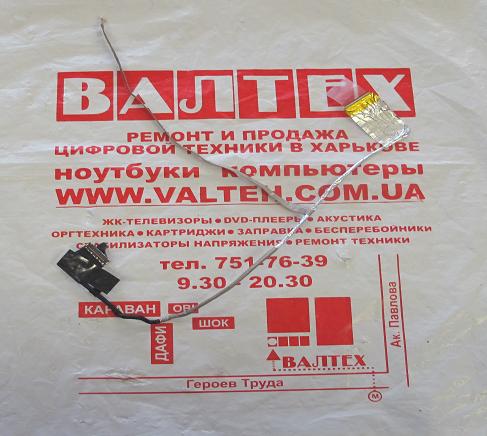 ВАЛТЕХ
РЕМОНТ И ПРОДАЖА
ЦИФРОВОЙ ТЕХНИКИ В ХАРЬКОВЕ
ноутбуки компьютеры
WWW.VALTEH.COM.UA
ЖК-ТЕЛЕВИЗОРЫ • DVD-ПЛЕЕРЫ • АКУСТИКА
ОРГТЕХНИКА • КАРТРИДЖИ • ЗАПРАВКА • БЕСПЕРЕБОЙНИКИ
СТАБИЛИЗАТОРЫ НАПРЯЖЕНИЯ • РЕМОНТ ТЕХНИКИ
тел. 751-76-39
9.30 - 20.30
КАРАВАН
ШОК
ДАФИ
ВАЛТЕХ
Ак. Павлова
Героев Труда
М